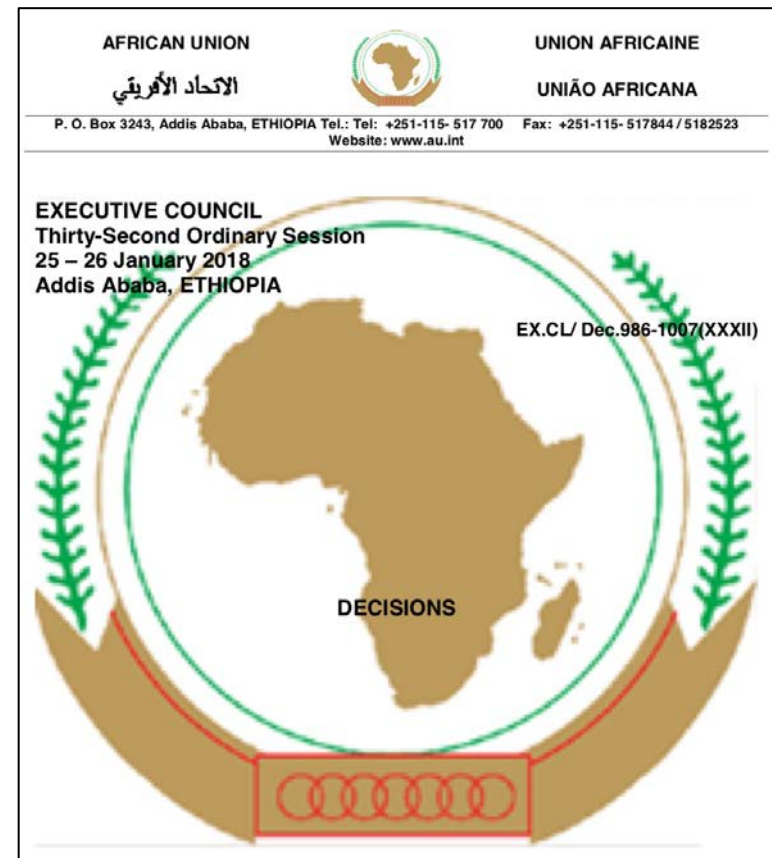 AFRICAN UNION
UNION AFRICAINE
الاتحاد الأفريقي
UNIÃO AFRICANA
P. O. Box 3243, Addis Ababa, ETHIOPIA Tel.: Tel: +251-115- 517 700 Fax: +251-115- 517844 / 5182523
Website: www.au.int
EXECUTIVE COUNCIL
Thirty-Second Ordinary Session
25 – 26 January 2018
Addis Ababa, ETHIOPIA
EX.CL/ Dec.986-1007(XXXII)
DECISIONS